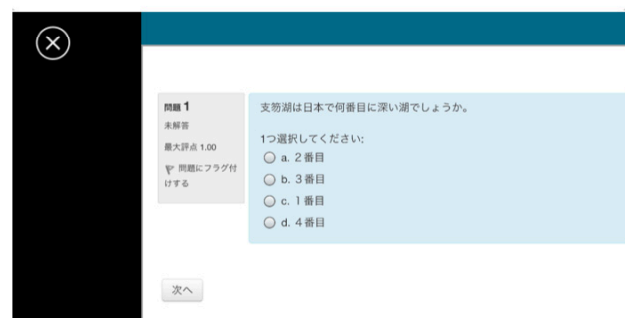 問題 1
未解答
最大評点 1.00
問題にフラグ付
けする
支笏湖は日本で何番目に深い湖でしょうか。
1つ選択してください:
a. 2番目
b. 3番目
c. 1番目
d. 4番目
次へ